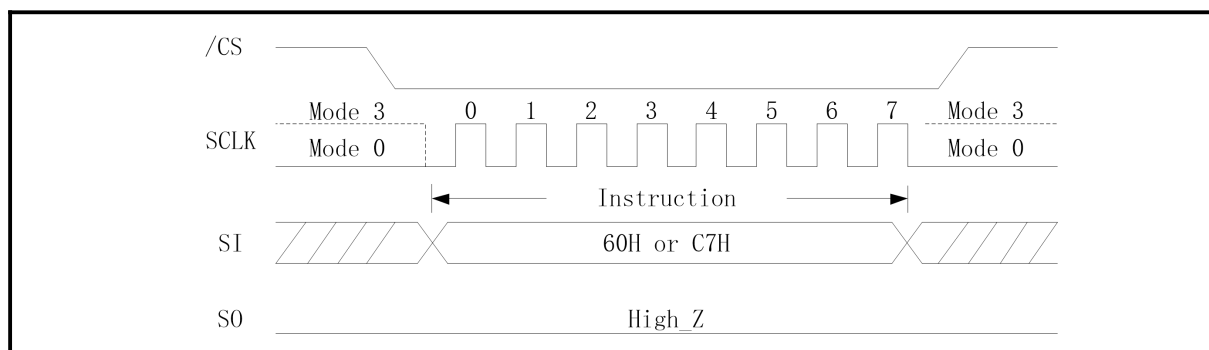 /CS
Mode 3 0 1 2 3 4 5 6 7 Mode 3
SCLK
Mode 0 Mode 0
Instruction
SI 60H or C7H
SO High_Z